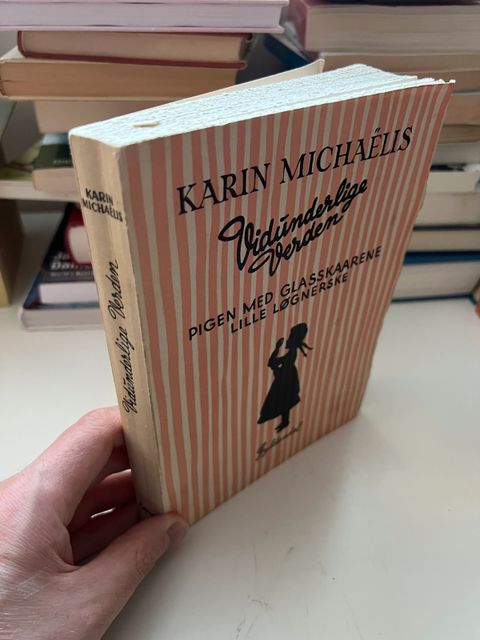 KARIN MICHAËLIS
Vidunderlige
Verden
PIGEN MED GLASSKAARENE
LILLE LØGNERSKE
Gyldendal
KARIN
MICHAËLIS
Vidunderlige Verden